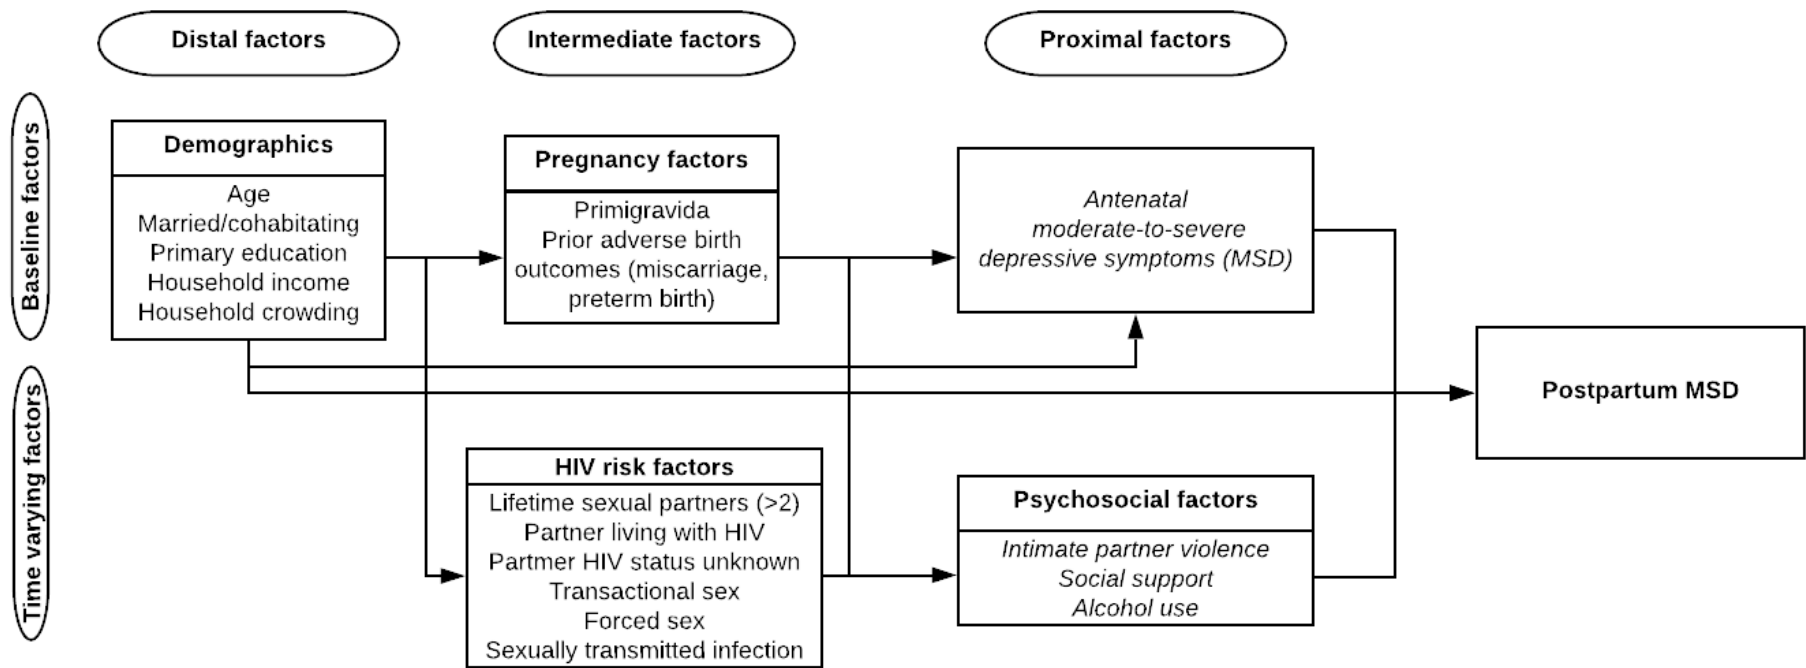 Distal factors
Intermediate factors
Proximal factors
Baseline factors
Demographics
Age
Married/cohabitating
Primary education
Household income
Household crowding
Pregnancy factors
Primigravida
Prior adverse birth
outcomes (miscarriage,
preterm birth)
Antenatal
moderate-to-severe
depressive symptoms (MSD)
Postpartum MSD
Time varying factors
HIV risk factors
Lifetime sexual partners (>2)
Partner living with HIV
Partmer HIV status unknown
Transactional sex
Forced sex
Sexually transmitted infection
Psychosocial factors
Intimate partner violence
Social support
Alcohol use